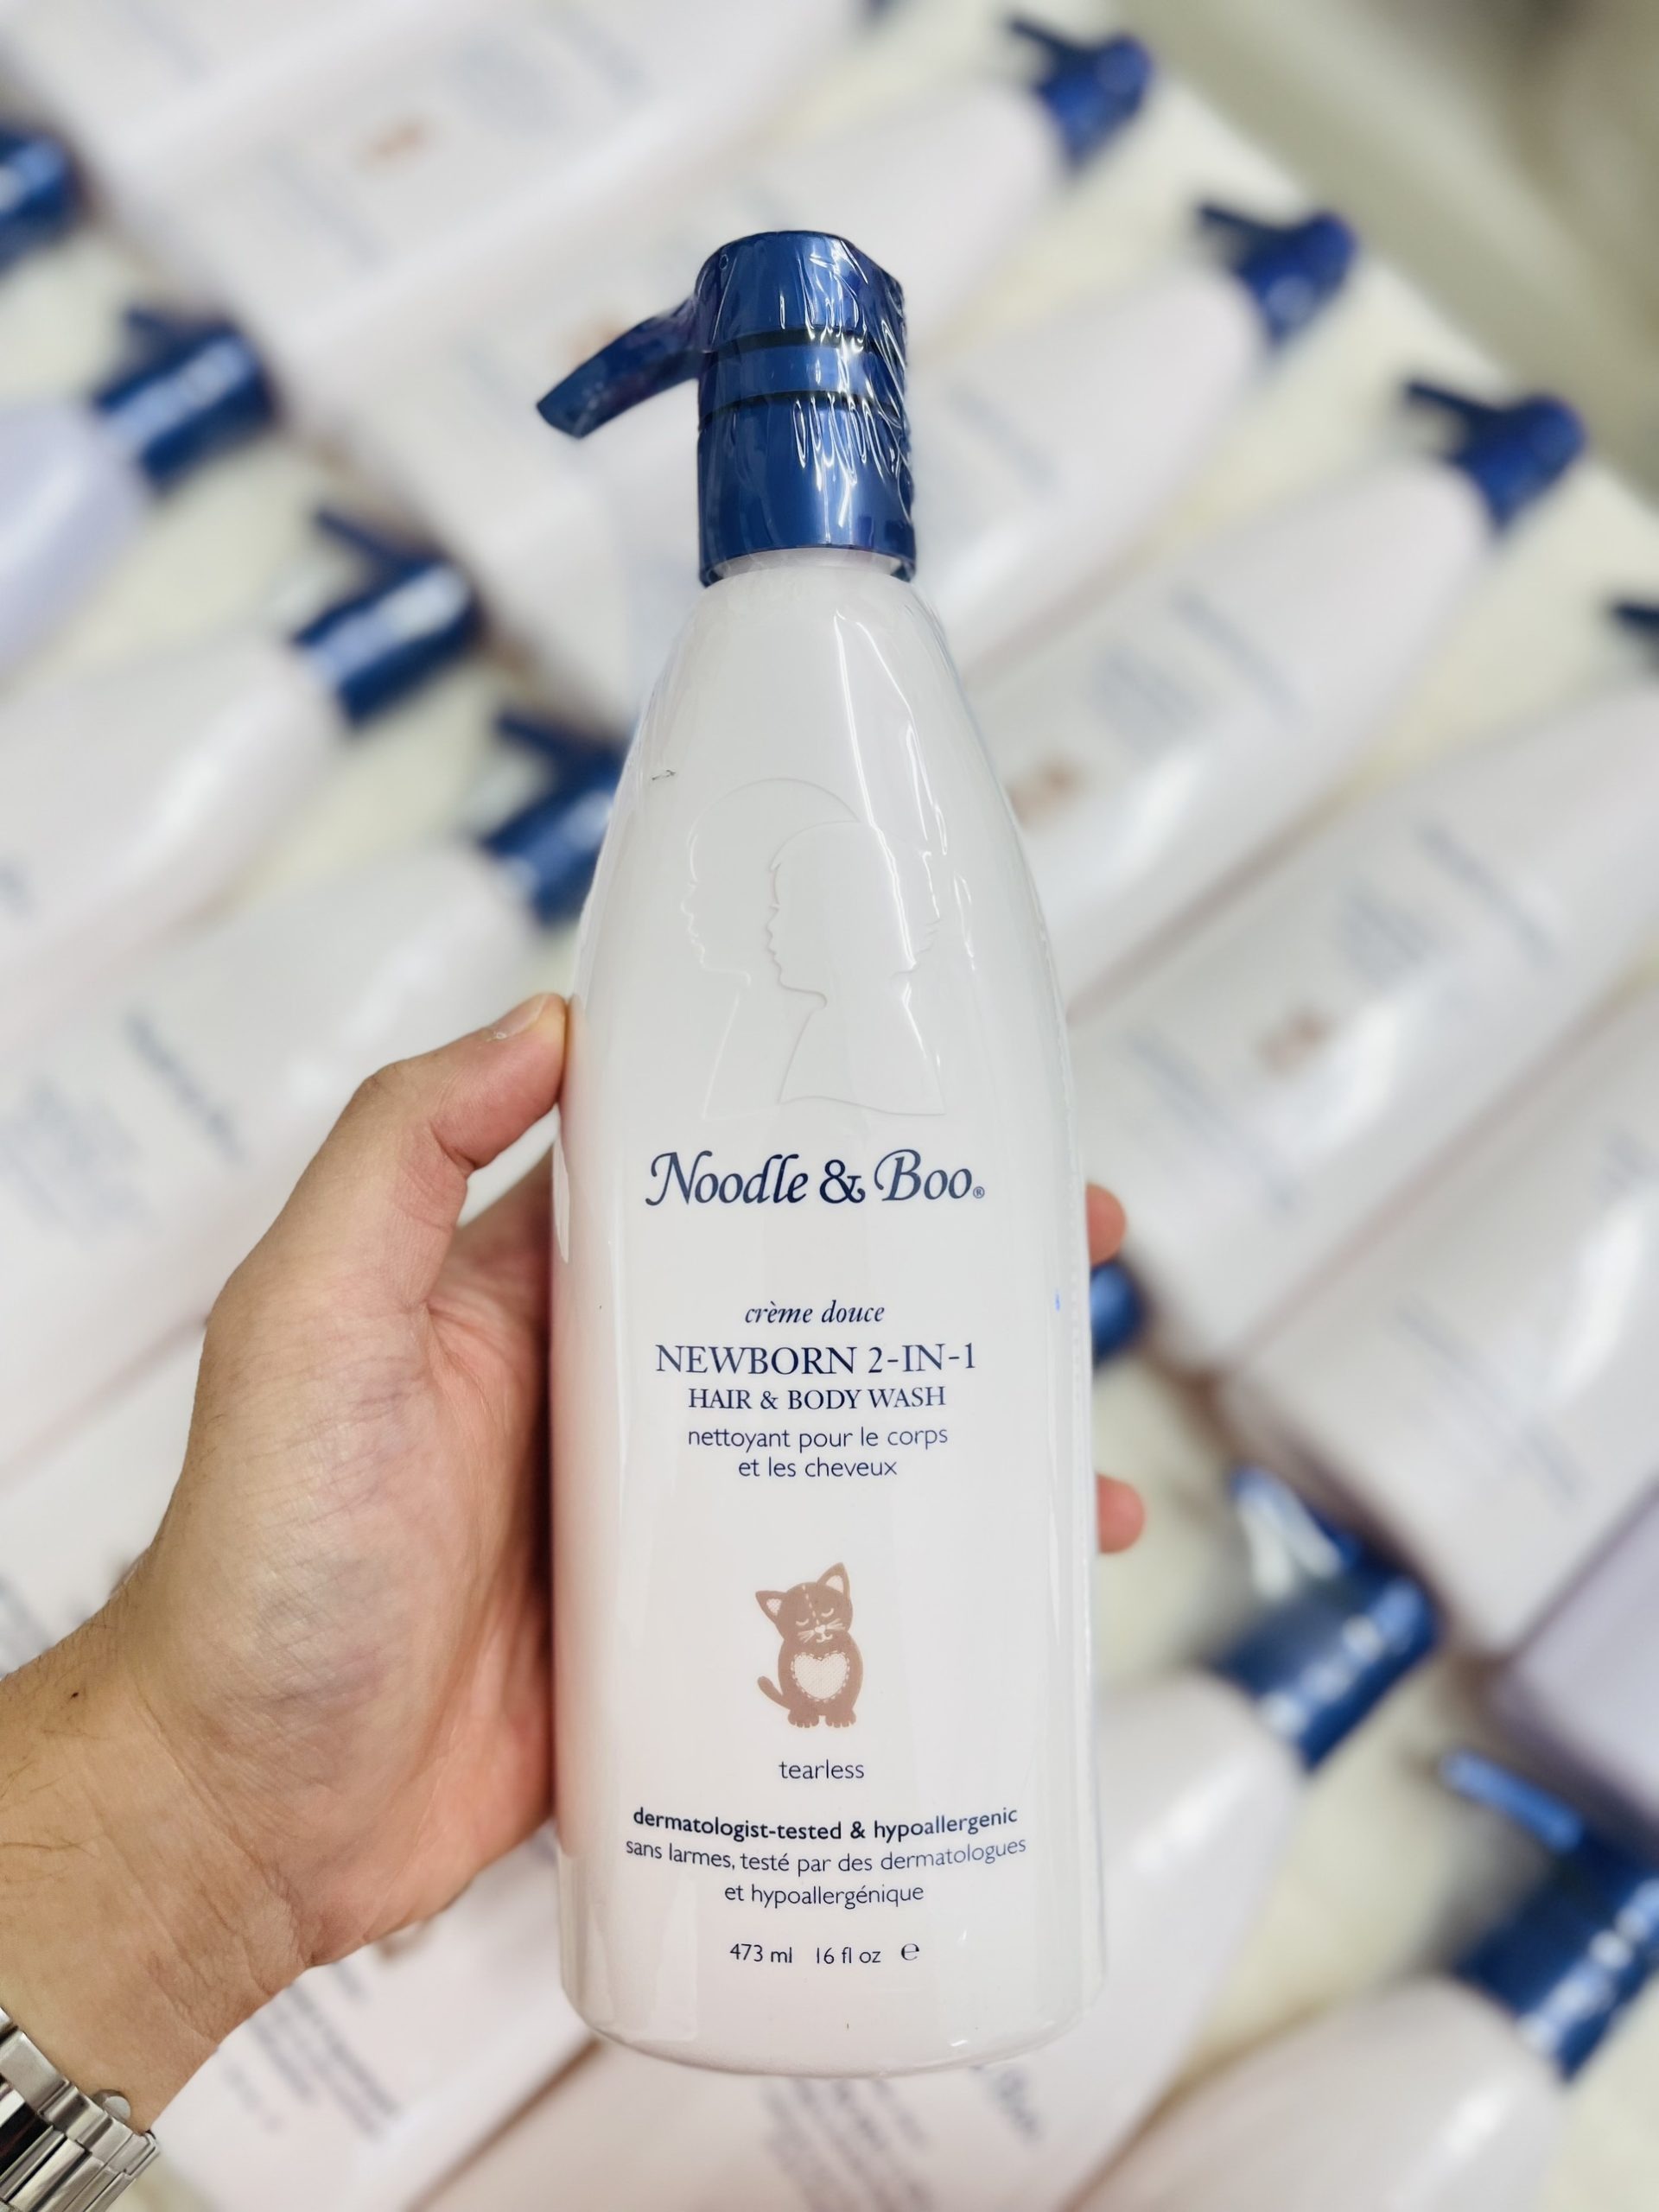 Noodle & Boo®
crème douce
NEWBORN 2-IN-1
HAIR & BODY WASH
nettoyant pour le corps
et les cheveux
tearless
dermatologist-tested & hypoallergenic
sans larmes, testé par des dermatologues
et hypoallergénique
473 ml 16 fl oz ℮